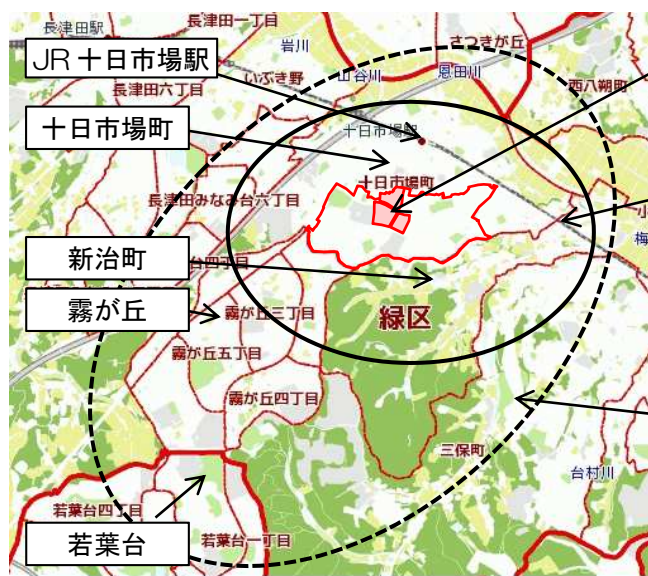 長津田駅
長津田一丁目
岩川
さつきが丘
JR十日市場駅
山谷川
恩田川
いぶき野
西八朔町
長津田六丁目
十日市場町
十日市場駅
十日市場町
長津田みなみ台六丁目
小
梅
新治町
台四丁目
霧が丘
霧が丘三丁目
緑区
霧が丘五丁目
霧が丘四丁目
三保町
台村川
若葉台四丁目
若葉台
若葉台一丁目